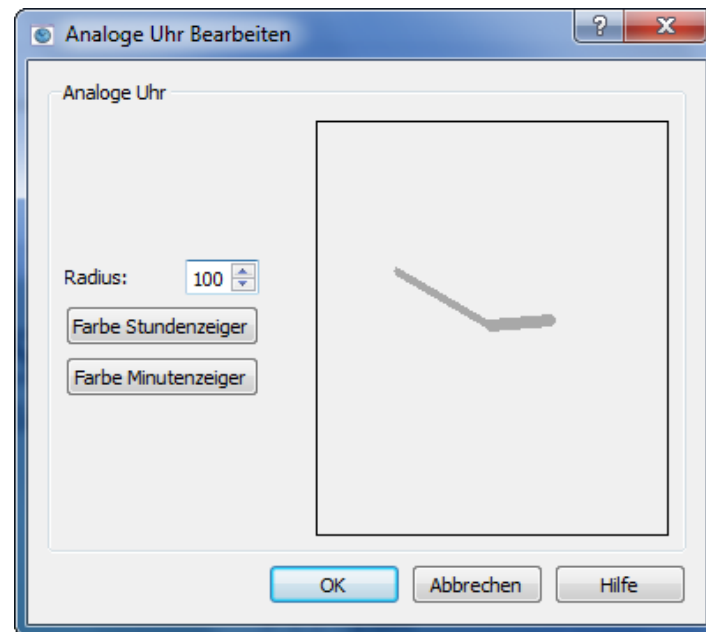 Analoge Uhr Bearbeiten
Analoge Uhr
Radius: 100
Farbe Stundenzeiger
Farbe Minutenzeiger
OK Abbrechen Hilfe